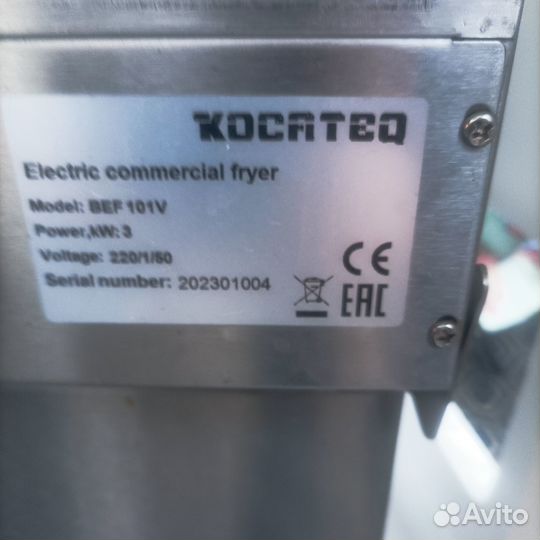 KOCATEQ
Electric commercial fryer
Model: BEF 101V
Power,kW: 3
Voltage: 220/1/50
Serial number: 202301004
CE
EAC
Avito